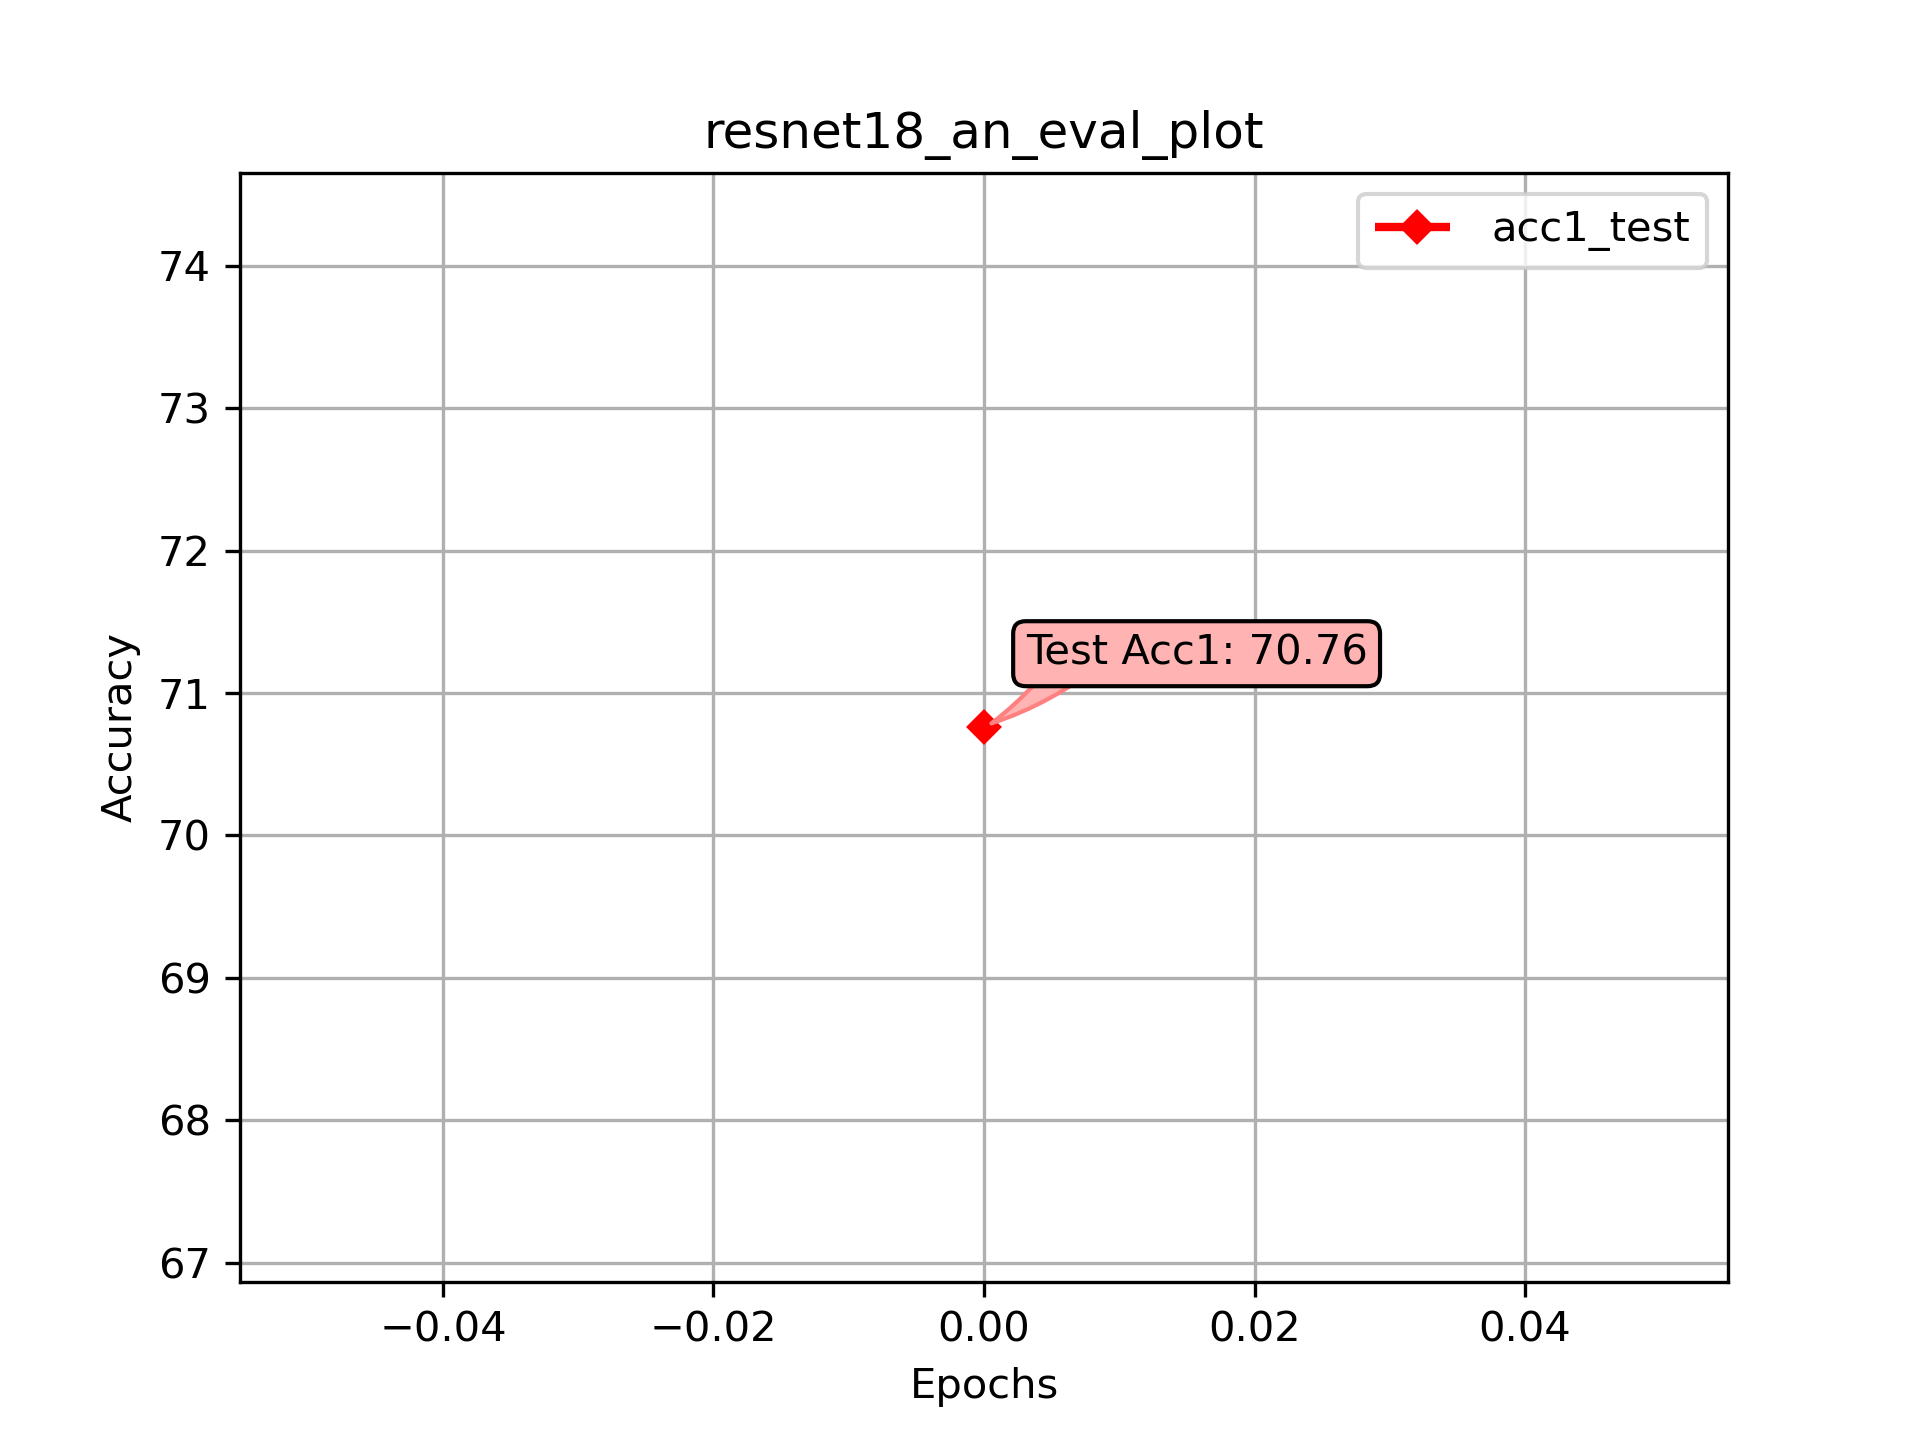 resnet18_an_eval_plot
acc1_test
74
73
72
71
70
69
68
67
Accuracy
Test Acc1: 70.76
−0.04 −0.02 0.00 0.02 0.04
Epochs